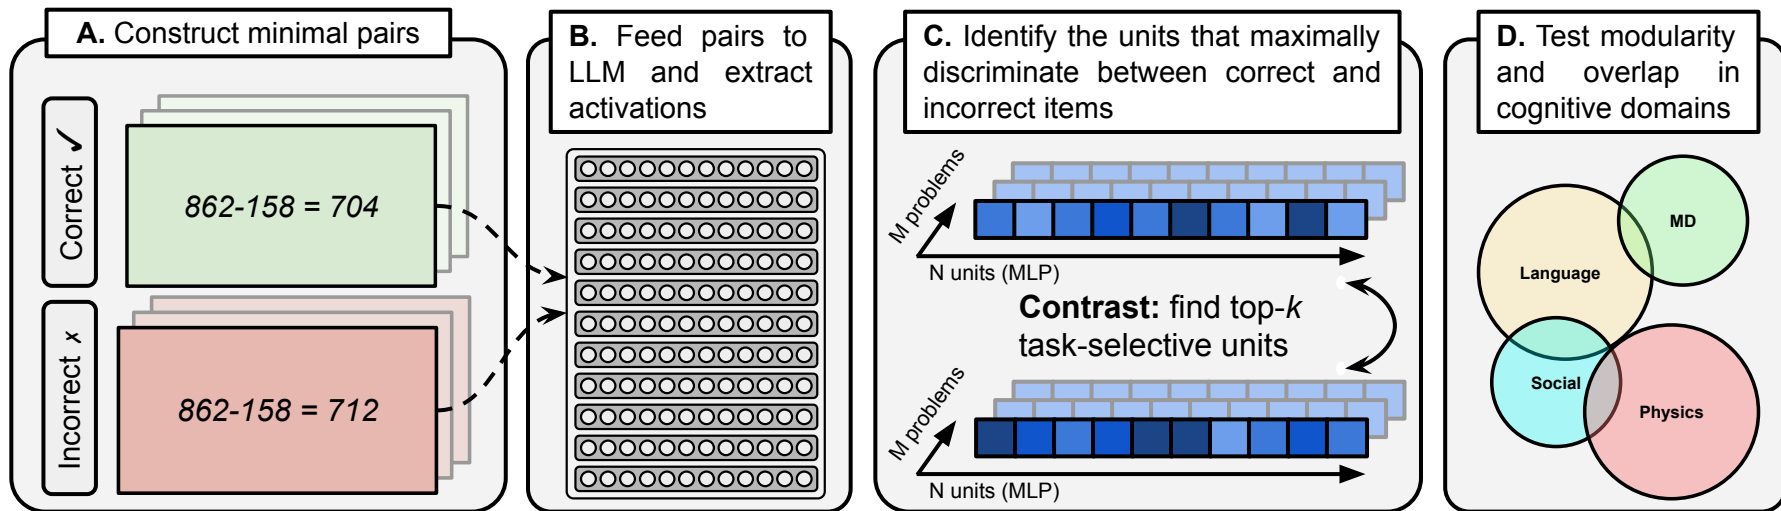 A. Construct minimal pairs
Correct ✓
862-158 = 704
Incorrect x
862-158 = 712
B. Feed pairs to
LLM and extract
activations
C. Identify the units that maximally
discriminate between correct and
incorrect items
M problems
N units (MLP)
Contrast: find top-k
task-selective units
M problems
N units (MLP)
D. Test modularity
and overlap in
cognitive domains
MD
Language
Social
Physics